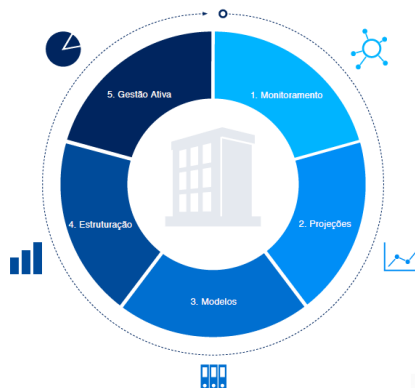 1. Monitoramento
2. Projeções
3. Modelos
4. Estruturação
5. Gestão Ativa